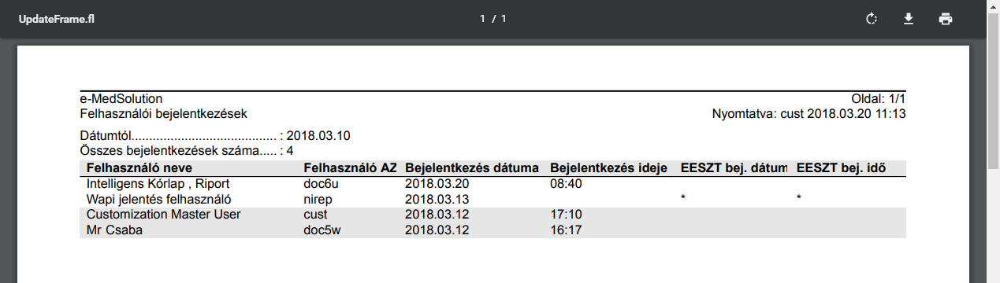 UpdateFrame.fl 1 / 1
e-MedSolution Oldal: 1/1
Felhasználói bejelentkezések Nyomtatva: cust 2018.03.20 11:13
Dátumtól.......................................... : 2018.03.10
Összes bejelentkezések száma..... : 4
Felhasználó neve Felhasználó AZ Bejelentkezés dátuma Bejelentkezés ideje EESZT bej. dátum EESZT bej. idő
Intelligens Kórlap , Riport doc6u 2018.03.20 08:40
Wapi jelentés felhasználó nirep 2018.03.13 * *
Customization Master User cust 2018.03.12 17:10
Mr Csaba doc5w 2018.03.12 16:17